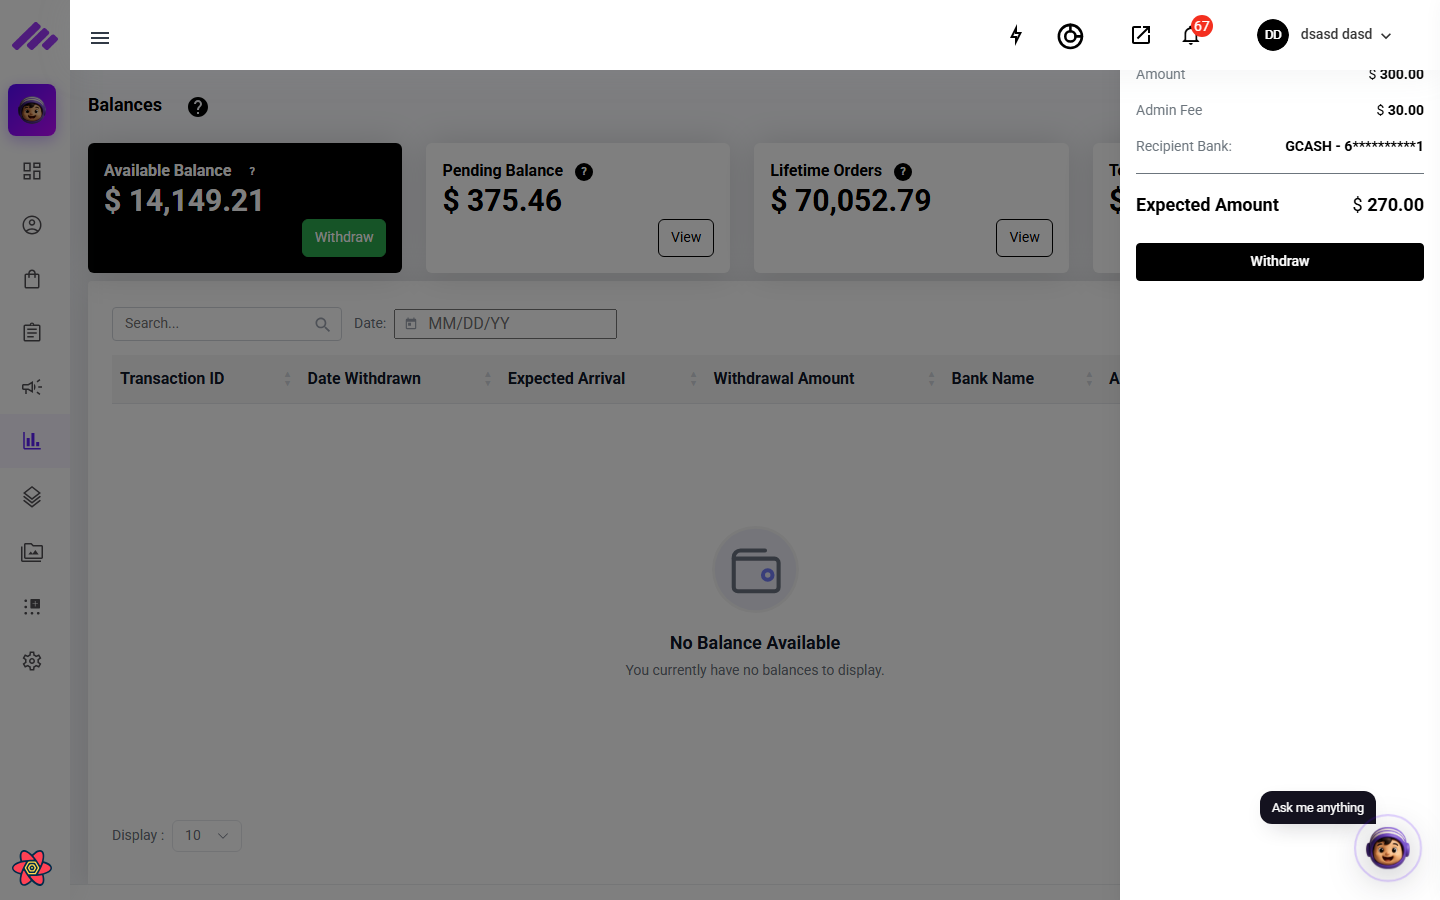 67
DD
dsasd dasd
Balances ?
Available Balance ?
$ 14,149.21
Withdraw
Pending Balance ?
$ 375.46
View
Lifetime Orders ?
$ 70,052.79
View
$
Amount $ 300.00
Admin Fee $ 30.00
Recipient Bank: GCASH - 6**********1
Expected Amount $ 270.00
Withdraw
Search... Date: MM/DD/YY
Transaction ID Date Withdrawn Expected Arrival Withdrawal Amount Bank Name A
No Balance Available
You currently have no balances to display.
Display : 10
Ask me anything